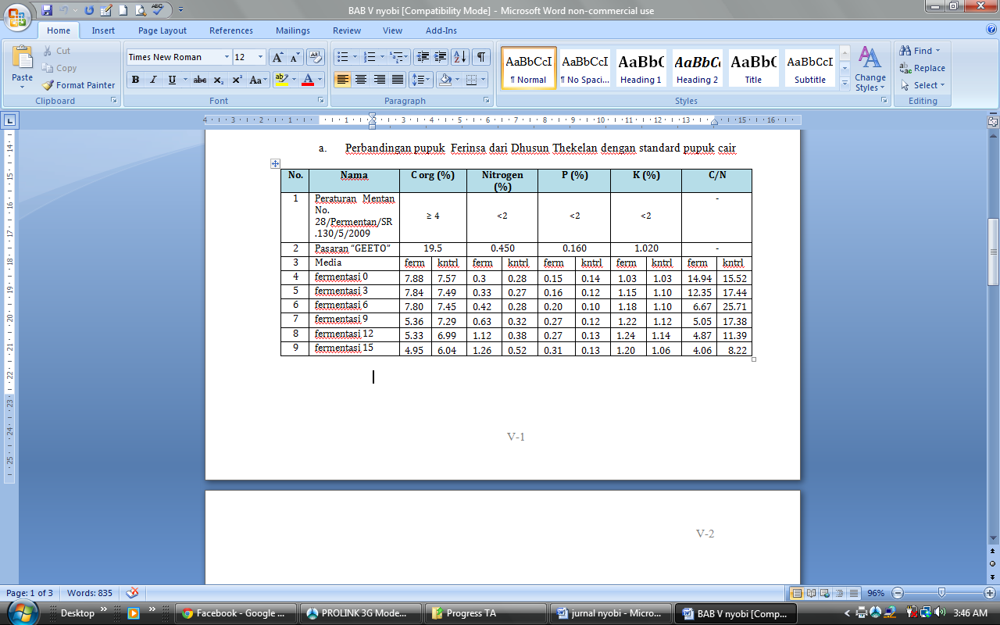 BAB V nyobi [Compatibility Mode] - Microsoft Word non-commercial use
Home Insert Page Layout References Mailings Review View Add-Ins
Paste
Cut
Copy
Format Painter
Clipboard
Times New Roman 12
Font
Paragraph
AaBbCcI AaBbCcI AaBbC AaBbCc AaBbC AaBbCcI
¶ Normal ¶ No Spaci... Heading 1 Heading 2 Title Subtitle
Change Styles
Styles
Find
Replace
Select
Editing
a. Perbandingan pupuk Ferinsa dari Dhusun Thekelan dengan standard pupuk cair
No. Nama C org (%) Nitrogen (%) P (%) K (%) C/N
1 Peraturan Mentan No. 28/Permentan/SR.130/5/2009 ≥ 4 <2 <2 <2 -
2 Pasaran “GEETO” 19.5 0.450 0.160 1.020 -
3 Media ferm kntrl ferm kntrl ferm kntrl ferm kntrl ferm kntrl
4 fermentasi 0 7.88 7.57 0.3 0.28 0.15 0.14 1.03 1.03 14.94 15.52
5 fermentasi 3 7.84 7.49 0.33 0.27 0.16 0.12 1.15 1.10 12.35 17.44
6 fermentasi 6 7.80 7.45 0.42 0.28 0.20 0.10 1.18 1.10 6.67 25.71
7 fermentasi 9 5.36 7.29 0.63 0.32 0.27 0.12 1.22 1.12 5.05 17.38
8 fermentasi 12 5.33 6.99 1.12 0.38 0.27 0.13 1.24 1.14 4.87 11.39
9 fermentasi 15 4.95 6.04 1.26 0.52 0.31 0.13 1.20 1.06 4.06 8.22
V-1
V-2
Page: 1 of 3 Words: 835 96%
Desktop Facebook - Google ... PROLINK 3G Mode... Progress TA jurnal nyobi - Micro... BAB V nyobi [Comp... 3:46 AM